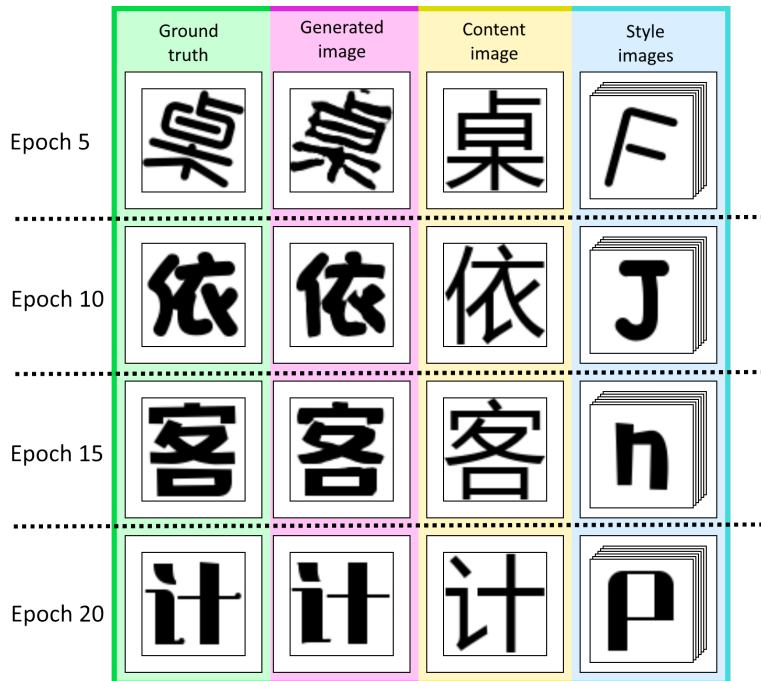 Ground truth
Generated image
Content image
Style images
Epoch 5
桌 桌 桌 F
Epoch 10
依 依 依 J
Epoch 15
客 客 客 n
Epoch 20
计 计 计 P